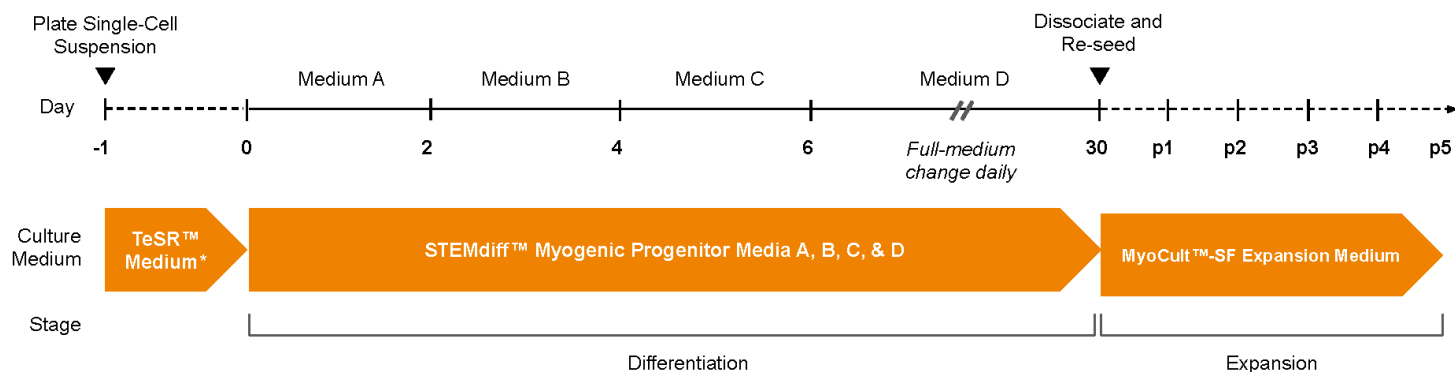 Plate Single-Cell
Suspension
Dissociate and
Re-seed
Medium A
Medium B
Medium C
Medium D
Day
-1
0
2
4
6
Full-medium
change daily
30
p1
p2
p3
p4
p5
Culture
Medium
TeSR™
Medium*
STEMdiff™ Myogenic Progenitor Media A, B, C, & D
MyoCult™-SF Expansion Medium
Stage
Differentiation
Expansion